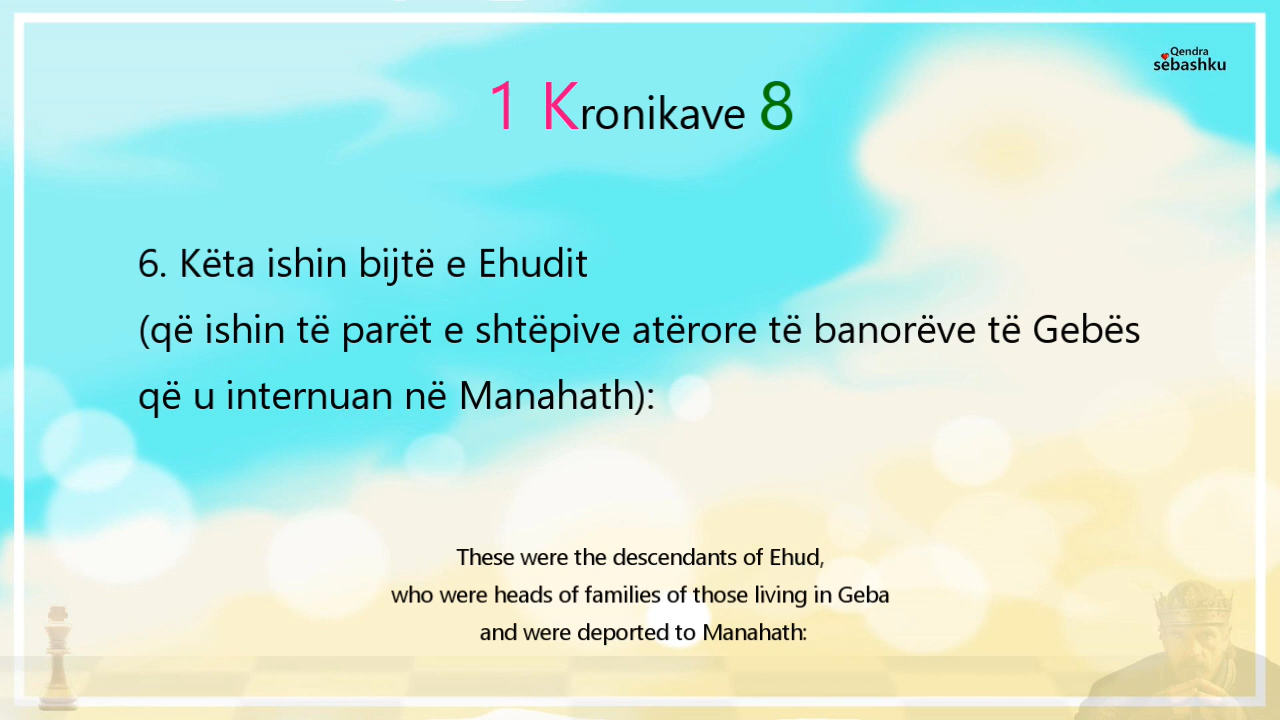 Qendra
sëbashku
1 Kronikave 8
6. Këta ishin bijtë e Ehudit
(që ishin të parët e shtëpive atërore të banorëve të Gebës
që u internuan në Manahath):
These were the descendants of Ehud,
who were heads of families of those living in Geba
and were deported to Manahath: